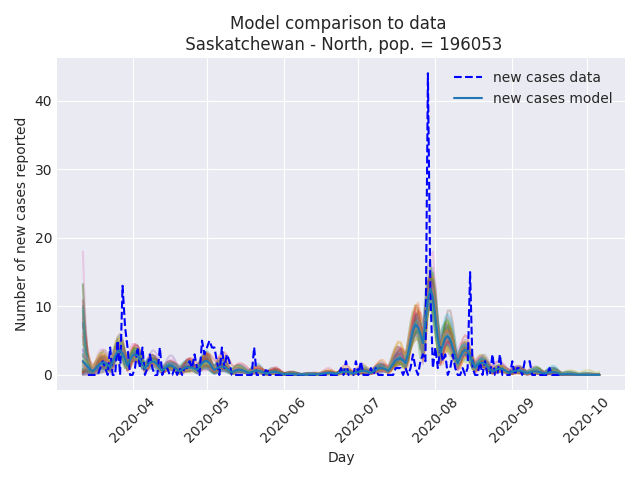 Model comparison to data
Saskatchewan - North, pop. = 196053
new cases data
new cases model
Number of new cases reported
40
30
20
10
0
2020-04
2020-05
2020-06
2020-07
2020-08
2020-09
2020-10
Day